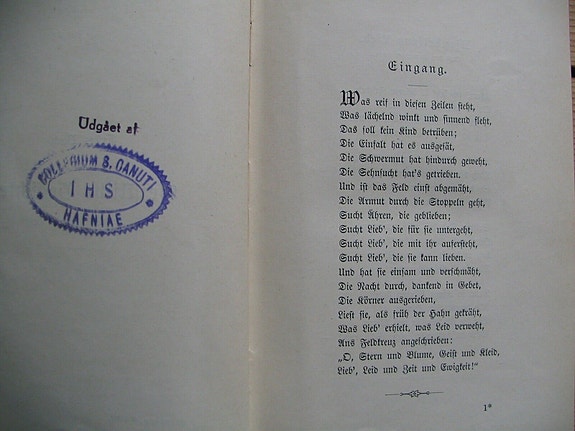 Udgået af
COLLEGIUM S. CANUTI
IHS
HAFNIAE
Eingang.
Was reif in diesen Zeilen steht,
Was lächelnd winkt und sinnend fleht,
Das soll kein Kind betrüben;
Die Einfalt hat es ausgesät,
Die Schwermut hat hindurch geweht,
Die Sehnsucht hat's getrieben.
Und ist das Feld einst abgemäht,
Die Armut durch die Stoppeln geht,
Sucht Ähren, die geblieben;
Sucht Lieb', die für sie untergeht,
Sucht Lieb', die mit ihr aufersteht,
Sucht Lieb', die sie kann lieben.
Und hat sie einsam und verschmäht,
Die Nacht durch, dankend in Gebet,
Die Körner ausgerieben,
Liest sie, als früh der Hahn gekräht,
Was Lieb' erhielt, was Leid verweht,
Ans Feldkreuz angeschrieben:
„O, Stern und Blume, Geist und Kleid,
Lieb', Leid und Zeit und Ewigkeit!“
1*